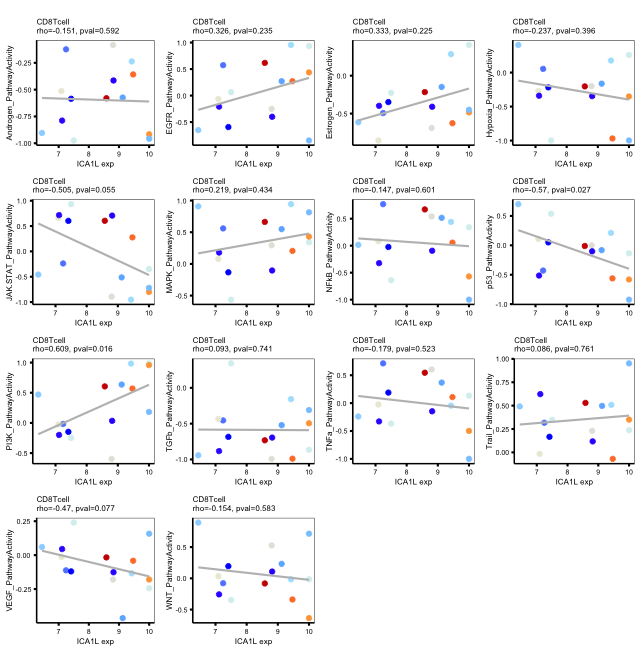 CD8Tcell
rho=-0.151, pval=0.592
Androgen_PathwayActivity
-0.25
-0.50
-0.75
-1.00
7 8 9 10
ICA1L exp
CD8Tcell
rho=0.326, pval=0.235
EGFR_PathwayActivity
1.0
0.5
0.0
-0.5
7 8 9 10
ICA1L exp
CD8Tcell
rho=0.333, pval=0.225
Estrogen_PathwayActivity
0.0
-0.5
7 8 9 10
ICA1L exp
CD8Tcell
rho=-0.237, pval=0.396
Hypoxia_PathwayActivity
0.0
-0.5
-1.0
7 8 9 10
ICA1L exp
CD8Tcell
rho=-0.505, pval=0.055
JAK-STAT_PathwayActivity
1.0
0.5
0.0
-0.5
-1.0
7 8 9 10
ICA1L exp
CD8Tcell
rho=0.219, pval=0.434
MAPK_PathwayActivity
1.0
0.5
0.0
-0.5
7 8 9 10
ICA1L exp
CD8Tcell
rho=-0.147, pval=0.601
NFkB_PathwayActivity
0.5
0.0
-0.5
-1.0
7 8 9 10
ICA1L exp
CD8Tcell
rho=-0.57, pval=0.027
p53_PathwayActivity
0.5
0.0
-0.5
-1.0
7 8 9 10
ICA1L exp
CD8Tcell
rho=0.609, pval=0.016
PI3K_PathwayActivity
1.0
0.5
0.0
-0.5
7 8 9 10
ICA1L exp
CD8Tcell
rho=0.093, pval=0.741
TGFb_PathwayActivity
0.0
-0.5
-1.0
7 8 9 10
ICA1L exp
CD8Tcell
rho=-0.179, pval=0.523
TNFa_PathwayActivity
0.5
0.0
-0.5
-1.0
7 8 9 10
ICA1L exp
CD8Tcell
rho=0.086, pval=0.761
Trail_PathwayActivity
1.00
0.75
0.50
0.25
0.00
7 8 9 10
ICA1L exp
CD8Tcell
rho=-0.47, pval=0.077
VEGF_PathwayActivity
0.25
0.00
-0.25
7 8 9 10
ICA1L exp
CD8Tcell
rho=-0.154, pval=0.583
WNT_PathwayActivity
0.5
0.0
-0.5
7 8 9 10
ICA1L exp